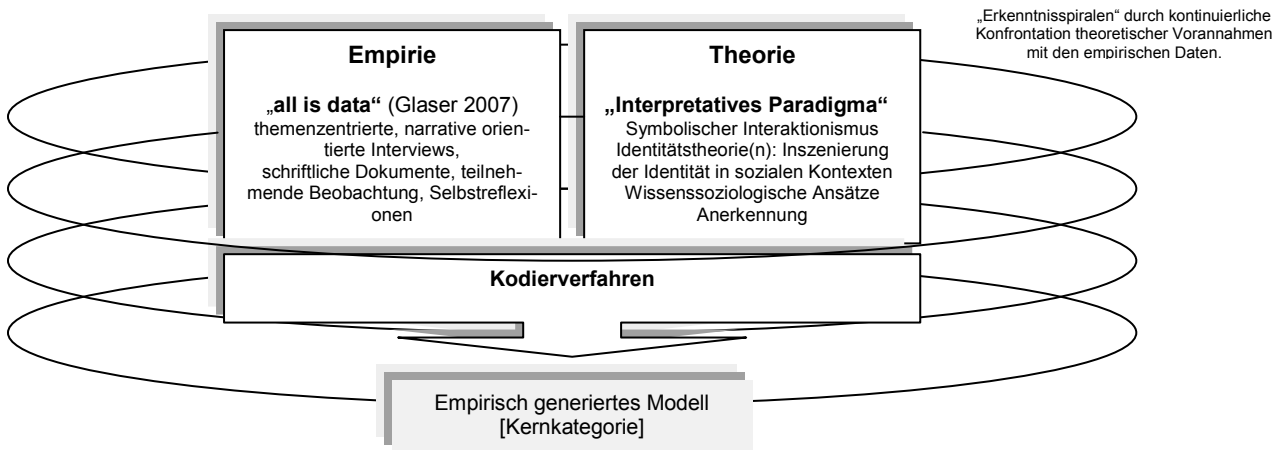 „Erkenntnisspiralen“ durch kontinuierliche
Konfrontation theoretischer Vorannahmen
mit den empirischen Daten.
Empirie
„all is data“ (Glaser 2007)
themenzentrierte, narrative orien-
tierte Interviews,
schriftliche Dokumente, teilneh-
mende Beobachtung, Selbstreflexi-
onen
Theorie
„Interpretatives Paradigma“
Symbolischer Interaktionismus
Identitätstheorie(n): Inszenierung
der Identität in sozialen Kontexten
Wissenssoziologische Ansätze
Anerkennung
Kodierverfahren
Empirisch generiertes Modell
[Kernkategorie]